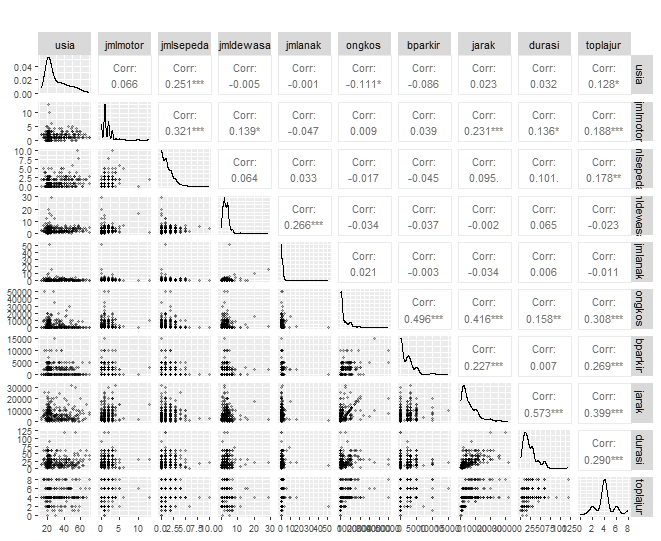 usia jmlmotor jmlsepeda jmldewasa jmlanak ongkos bparkir jarak durasi toplajur
0.04
0.02
0.00
Corr: Corr: Corr: Corr: Corr: Corr: Corr: Corr: Corr:
0.066 0.251*** -0.005 -0.001 -0.111* -0.086 0.023 0.032 0.128*
usia
10
5
0
Corr: Corr: Corr: Corr: Corr: Corr: Corr: Corr:
0.321*** 0.139* -0.047 0.009 0.039 0.231*** 0.136* 0.188***
jmlmotor
10.0
7.5
5.0
2.5
0.0
Corr: Corr: Corr: Corr: Corr: Corr: Corr:
0.064 0.033 -0.017 -0.045 0.095. 0.101. 0.178**
30
20
10
0
Corr: Corr: Corr: Corr: Corr: Corr:
0.266*** -0.034 -0.037 -0.002 0.065 -0.023
50
40
30
20
10
0
Corr: Corr: Corr: Corr: Corr:
0.021 -0.003 -0.034 0.006 -0.011
jmlanak
50000
40000
30000
20000
10000
0
Corr: Corr: Corr: Corr:
0.496*** 0.416*** 0.158** 0.308***
ongkos
15000
10000
5000
0
Corr: Corr: Corr:
0.227*** 0.007 0.269***
bparkir
30000
20000
10000
0
Corr: Corr:
0.573*** 0.399***
jarak
125
100
75
50
25
0
Corr:
0.290***
durasi
8
6
4
2
0
toplajur
20 40 60 0 5 10 0 10 20 30 2 4 6 8